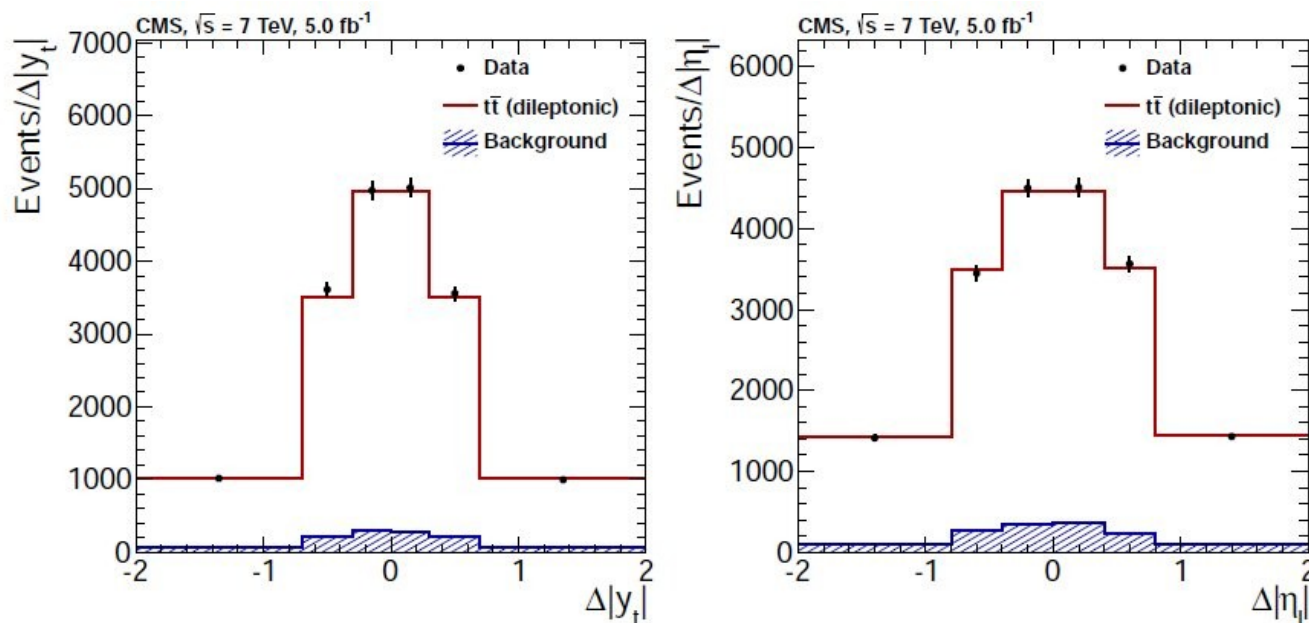 CMS, √s = 7 TeV, 5.0 fb⁻¹
Events/Δ|y_t|
7000
6000
5000
4000
3000
2000
1000
0
Data
tt̄ (dileptonic)
Background
-2 -1 0 1 2
Δ|y_t|
CMS, √s = 7 TeV, 5.0 fb⁻¹
Events/Δ|η_l|
6000
5000
4000
3000
2000
1000
0
Data
tt̄ (dileptonic)
Background
-2 -1 0 1 2
Δ|η_l|